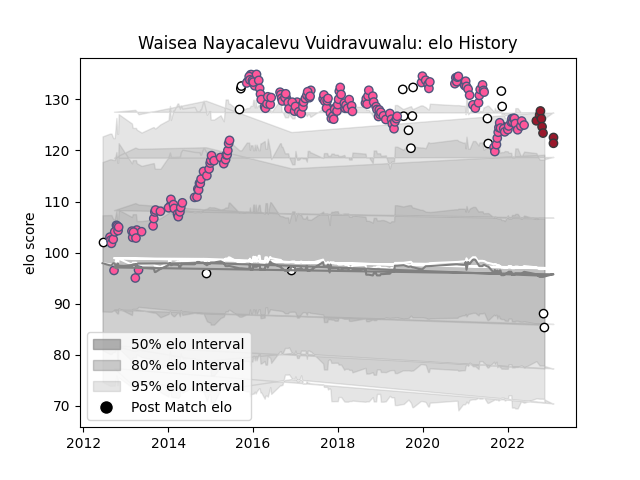 Waisea Nayacalevu Vuidravuwalu: elo History
elo score
130
120
110
100
90
80
70
50% elo Interval
80% elo Interval
95% elo Interval
Post Match elo
2012
2014
2016
2018
2020
2022